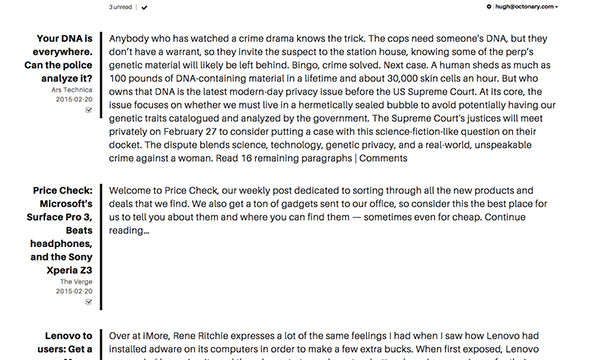 3 unread
hugh@octonary.com
Your DNA is
everywhere.
Can the police
analyze it?
Ars Technica
2015-02-20
Anybody who has watched a crime drama knows the trick. The cops need someone's DNA, but they
don't have a warrant, so they invite the suspect to the station house, knowing some of the perp's
genetic material will likely be left behind. Bingo, crime solved. Next case. A human sheds as much as
100 pounds of DNA-containing material in a lifetime and about 30,000 skin cells an hour. But who
owns that DNA is the latest modern-day privacy issue before the US Supreme Court. At its core, the
issue focuses on whether we must live in a hermetically sealed bubble to avoid potentially having our
genetic traits catalogued and analyzed by the government. The Supreme Court's justices will meet
privately on February 27 to consider putting a case with this science-fiction-like question on their
docket. The dispute blends science, technology, genetic privacy, and a real-world, unspeakable
crime against a woman. Read 16 remaining paragraphs | Comments
Price Check:
Microsoft's
Surface Pro 3,
Beats
headphones,
and the Sony
Xperia Z3
The Verge
2015-02-20
Welcome to Price Check, our weekly post dedicated to sorting through all the new products and
deals that we find. We also get a ton of gadgets sent to our office, so consider this the best place for
us to tell you about them and where you can find them — sometimes even for cheap. Continue
reading…
Lenovo to
users: Get a
Over at iMore, Rene Ritchie expresses a lot of the same feelings I had when I saw how Lenovo had
installed adware on its computers in order to make a few extra bucks. When first exposed, Lenovo